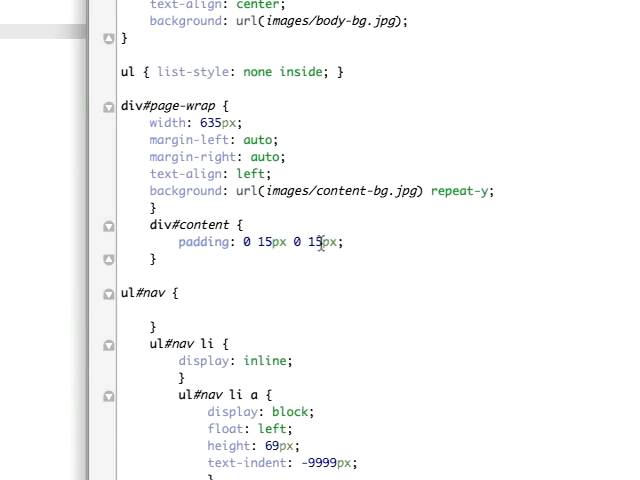 text-align: center;
background: url(images/body-bg.jpg);
}
ul { list-style: none inside; }
div#page-wrap {
width: 635px;
margin-left: auto;
margin-right: auto;
text-align: left;
background: url(images/content-bg.jpg) repeat-y;
}
div#content {
padding: 0 15px 0 15px;
}
ul#nav {
}
ul#nav li {
display: inline;
}
ul#nav li a {
display: block;
float: left;
height: 69px;
text-indent: -9999px;
}